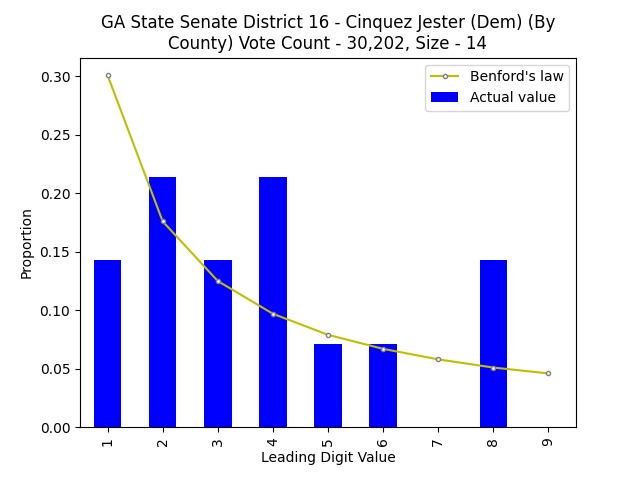 GA State Senate District 16 - Cinquez Jester (Dem) (By
County) Vote Count - 30,202, Size - 14
Benford's law
Actual value
0.30
0.25
0.20
0.15
0.10
0.05
0.00
Proportion
1 2 3 4 5 6 7 8 9
Leading Digit Value